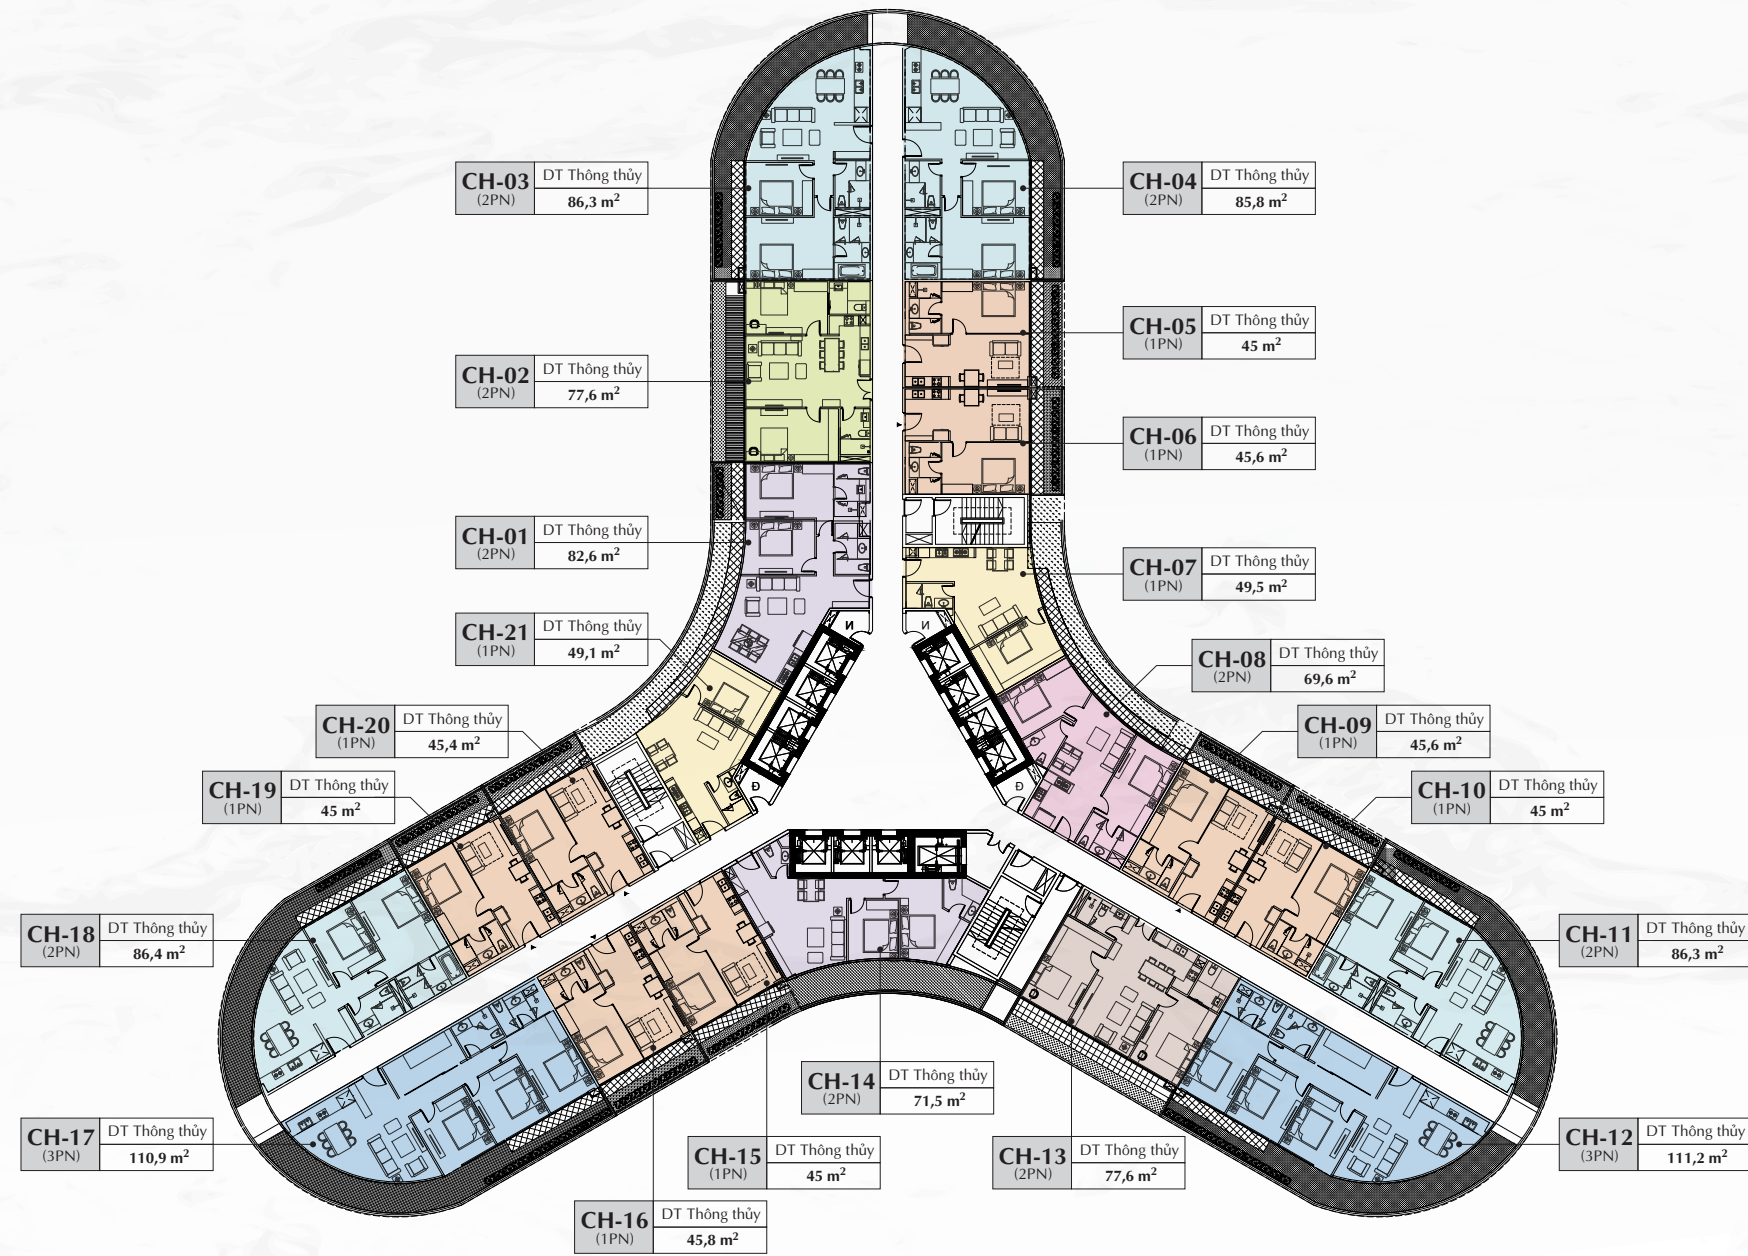 CH-03
(2PN)
DT Thông thủy
86,3 m²
CH-04
(2PN)
DT Thông thủy
85,8 m²
CH-05
(1PN)
DT Thông thủy
45 m²
CH-02
(2PN)
DT Thông thủy
77,6 m²
CH-06
(1PN)
DT Thông thủy
45,6 m²
CH-01
(2PN)
DT Thông thủy
82,6 m²
CH-07
(1PN)
DT Thông thủy
49,5 m²
CH-21
(1PN)
DT Thông thủy
49,1 m²
CH-08
(2PN)
DT Thông thủy
69,6 m²
CH-20
(1PN)
DT Thông thủy
45,4 m²
CH-09
(1PN)
DT Thông thủy
45,6 m²
CH-19
(1PN)
DT Thông thủy
45 m²
CH-10
(1PN)
DT Thông thủy
45 m²
CH-18
(2PN)
DT Thông thủy
86,4 m²
CH-11
(2PN)
DT Thông thủy
86,3 m²
CH-14
(2PN)
DT Thông thủy
71,5 m²
CH-17
(3PN)
DT Thông thủy
110,9 m²
CH-15
(1PN)
DT Thông thủy
45 m²
CH-13
(2PN)
DT Thông thủy
77,6 m²
CH-12
(3PN)
DT Thông thủy
111,2 m²
CH-16
(1PN)
DT Thông thủy
45,8 m²